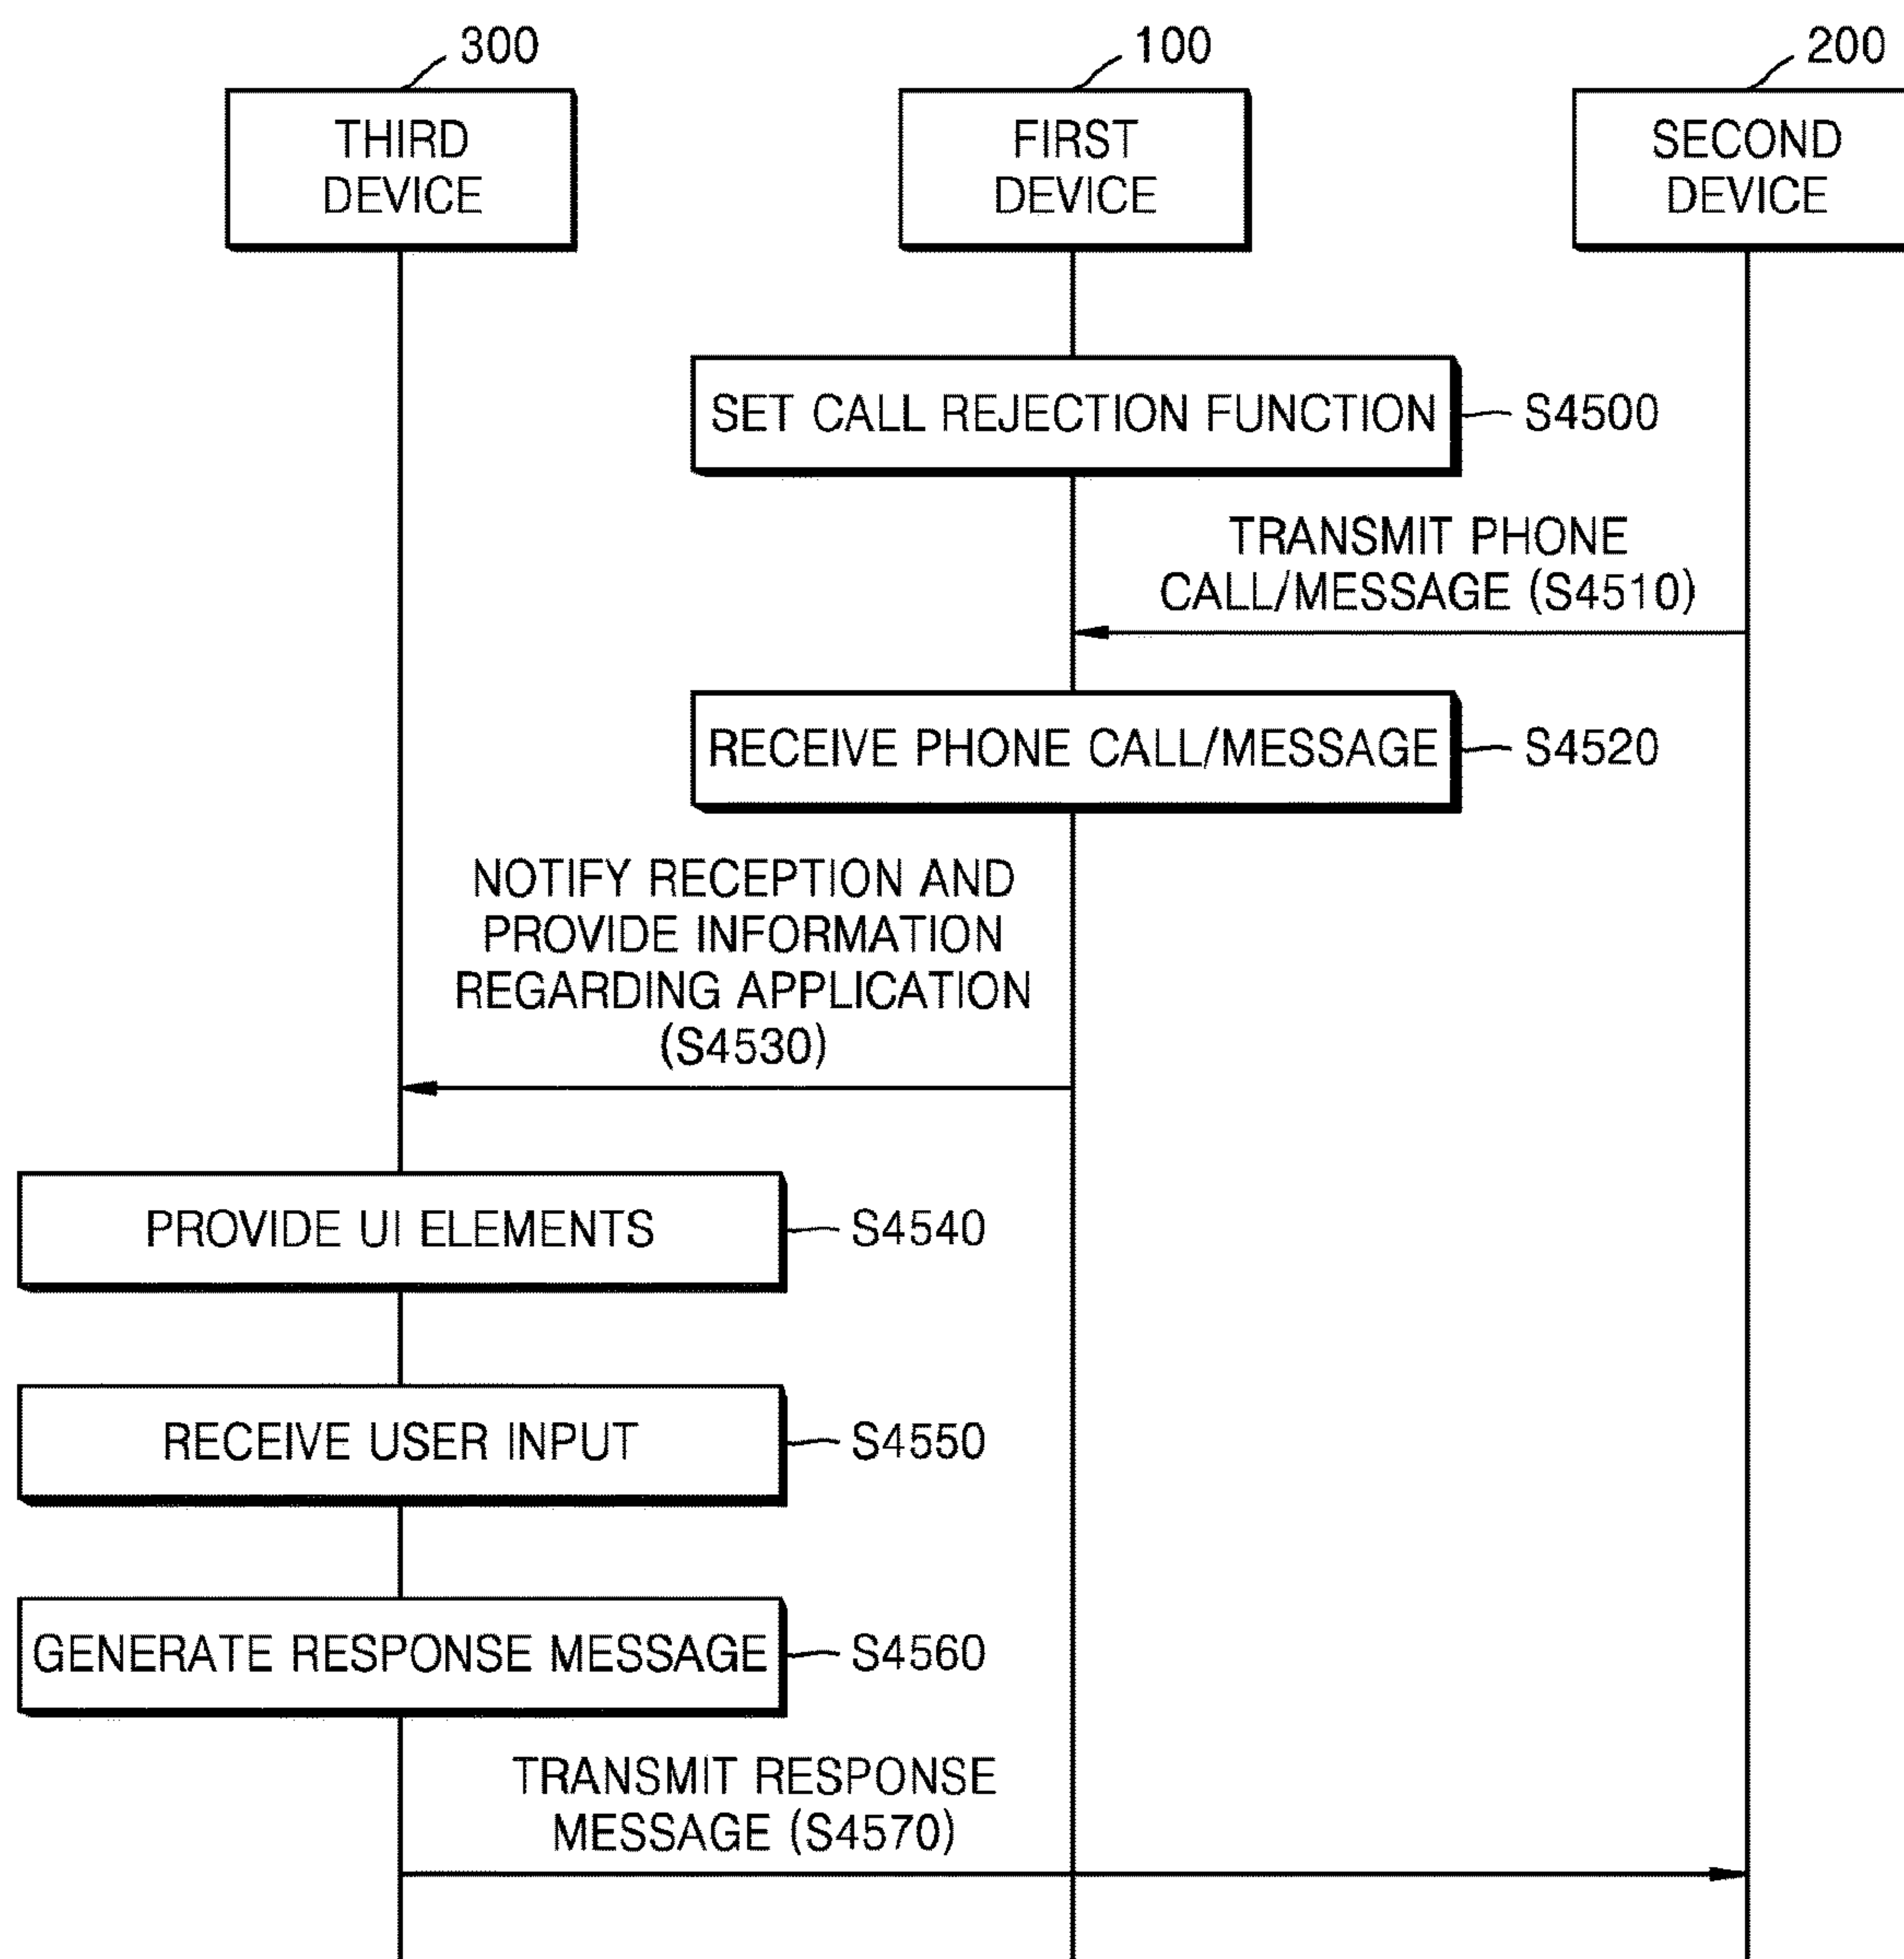 300
100
200
THIRD
DEVICE
FIRST
DEVICE
SECOND
DEVICE
SET CALL REJECTION FUNCTION
S4500
TRANSMIT PHONE
CALL/MESSAGE (S4510)
RECEIVE PHONE CALL/MESSAGE
S4520
NOTIFY RECEPTION AND
PROVIDE INFORMATION
REGARDING APPLICATION
(S4530)
PROVIDE UI ELEMENTS
S4540
RECEIVE USER INPUT
S4550
GENERATE RESPONSE MESSAGE
S4560
TRANSMIT RESPONSE
MESSAGE (S4570)